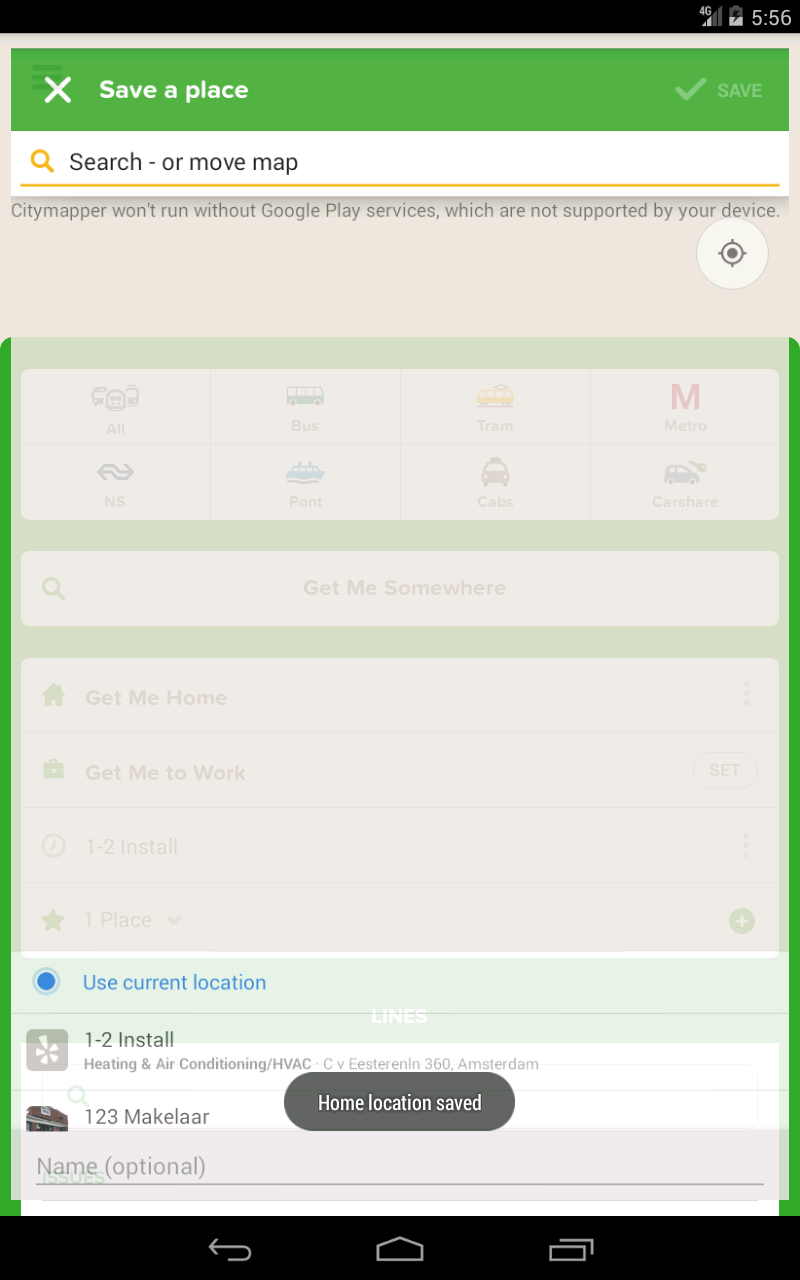 4G 5:56
Save a place
SAVE
Search - or move map
Citymapper won't run without Google Play services, which are not supported by your device.
All
Bus
Tram
M
Metro
NS
Pont
Cabs
Carshare
Get Me Somewhere
Get Me Home
Get Me to Work
SET
1-2 Install
1 Place
Use current location
LINES
1-2 Install
Heating & Air Conditioning/HVAC · C v Eesterenln 360, Amsterdam
Home location saved
123 Makelaar
Name (optional)
ISSUES